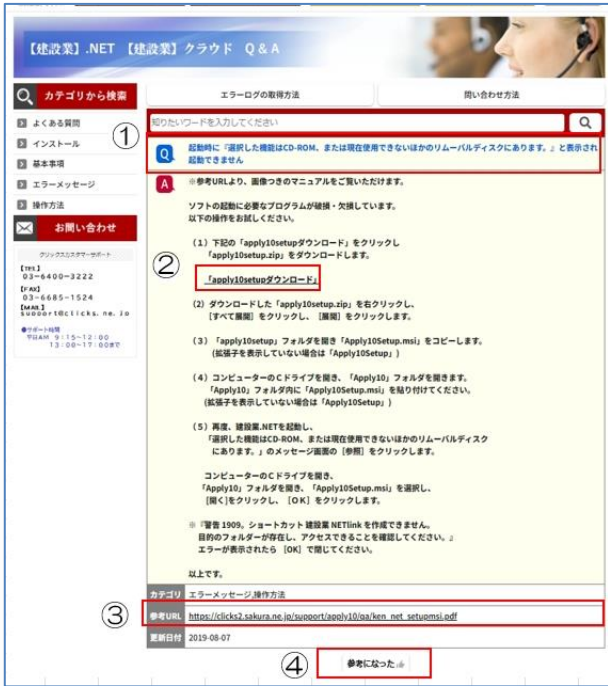 【建設業】.NET 【建設業】クラウド Q&A
カテゴリから検索
よくある質問
インストール
基本事項
エラーメッセージ
操作方法
お問い合わせ
クリックスカスタマーサポート
【TEL】
03-6400-3222
【FAX】
03-6685-1524
【MAIL】
support@clicks.ne.jp
●サポート時間
平日AM 9:15~12:00
13:00~17:00まで
エラーログの取得方法
問い合わせ方法
①
知りたいワードを入力してください
Q
起動時に『選択した機能はCD-ROM、または現在使用できないほかのリムーバルディスクにあります。』と表示され
起動できません
A
※参考URLより、画像つきのマニュアルをご覧いただけます。
ソフトの起動に必要なプログラムが破損・欠損しています。
以下の操作をお試しください。
(1)下記の「apply10setupダウンロード」をクリックし
「apply10setup.zip」をダウンロードします。
②
「apply10setupダウンロード」
(2)ダウンロードした「apply10setup.zip」を右クリックし、
[すべて展開]をクリックし、[展開]をクリックします。
(3)「apply10setup」フォルダを開き「Apply10Setup.msi」をコピーします。
(拡張子を表示していない場合は「Apply10Setup」)
(4)コンピューターのCドライブを開き、「Apply10」フォルダを開きます。
「Apply10」フォルダ内に「Apply10Setup.msi」を貼り付けてください。
(拡張子を表示していない場合は「Apply10Setup」)
(5)再度、建設業.NETを起動し、
「選択した機能はCD-ROM、または現在使用できないほかのリムーバルディスク
にあります。」のメッセージ画面の[参照]をクリックします。
コンピューターのCドライブを開き、
「Apply10」フォルダを開き、「Apply10Setup.msi」を選択し、
[開く]をクリックし、[OK]をクリックします。
※『警告 1909。ショートカット 建設業 NETlink を作成できません。
目的のフォルダーが存在し、アクセスできることを確認してください。』
エラーが表示されたら [OK] で閉じてください。
以上です。
カテゴリ エラーメッセージ,操作方法
③
参考URL https://clicks2.sakura.ne.jp/support/apply10/qa/ken_net_setupmsi.pdf
更新日付 2019-08-07
④
参考になった